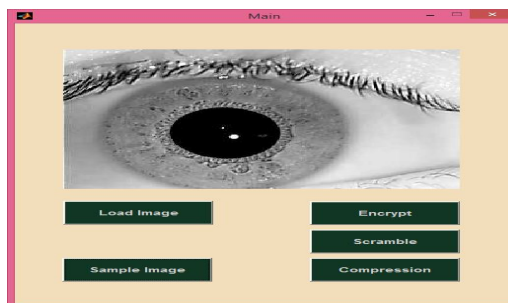 Main
Load Image
Encrypt
Scramble
Sample Image
Compression